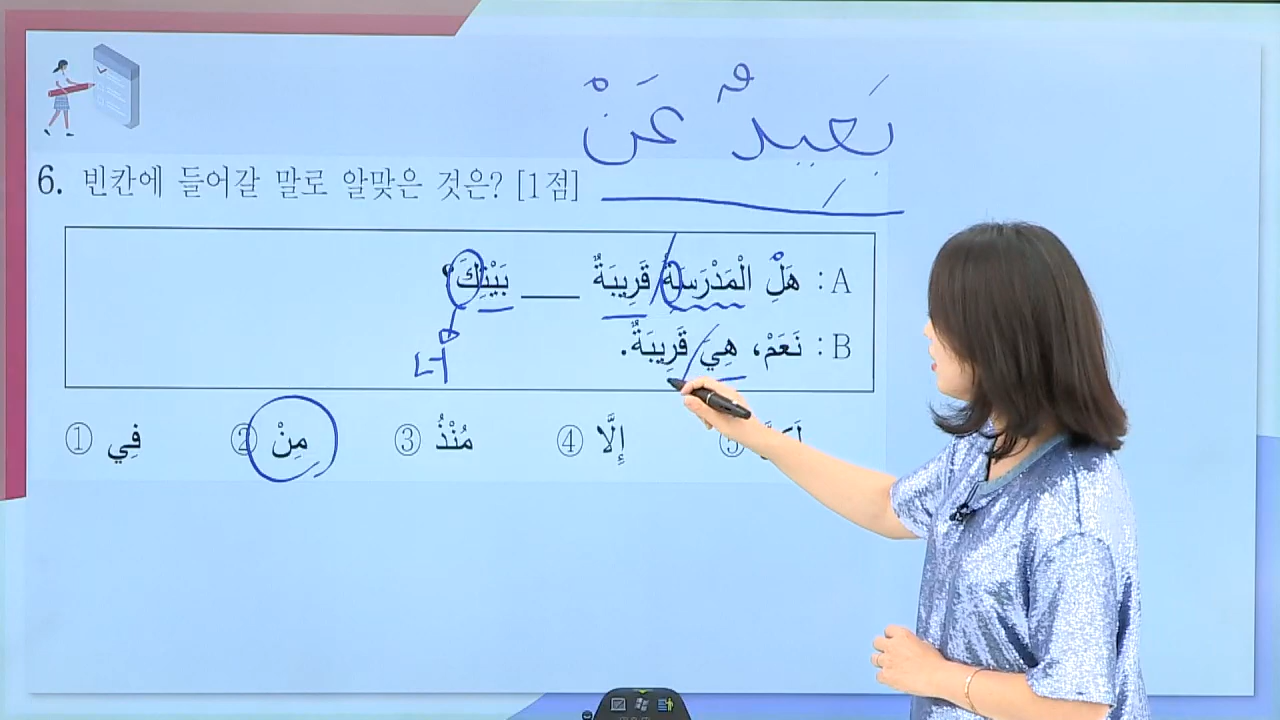 بَعِيدٌ عَنْ
6. 빈칸에 들어갈 말로 알맞은 것은? [1점]
A : هَلِ الْمَدْرَسَةُ قَرِيبَةٌ ___ بَيْتِكَ؟
B : نَعَمْ، هِيَ قَرِيبَةٌ.
너
① فِي ② مِنْ ③ مُنْذُ ④ إِلَّا ⑤